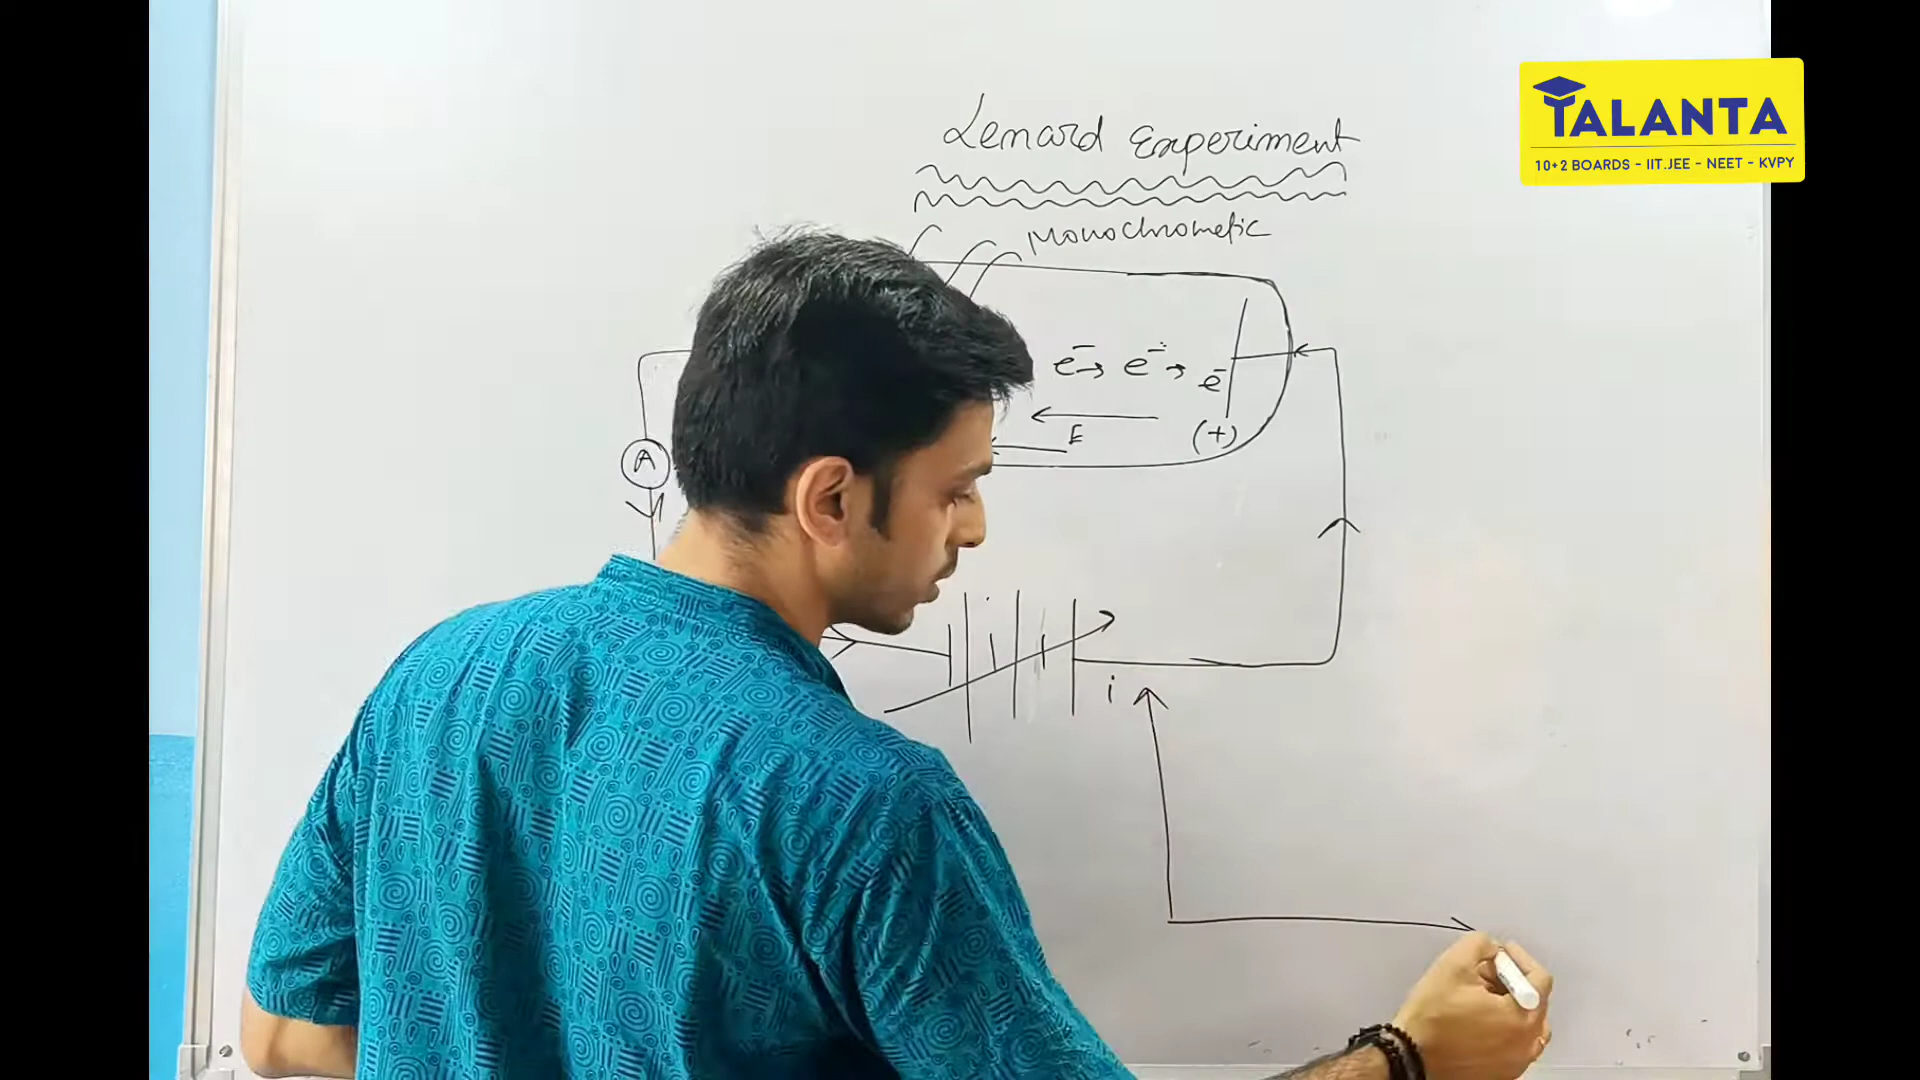 TALANTA
10+2 BOARDS - IIT.JEE - NEET - KVPY
Lenard Experiment
Monochrometic
e⁻→ e⁻→ e⁻
E
(+)
A
i